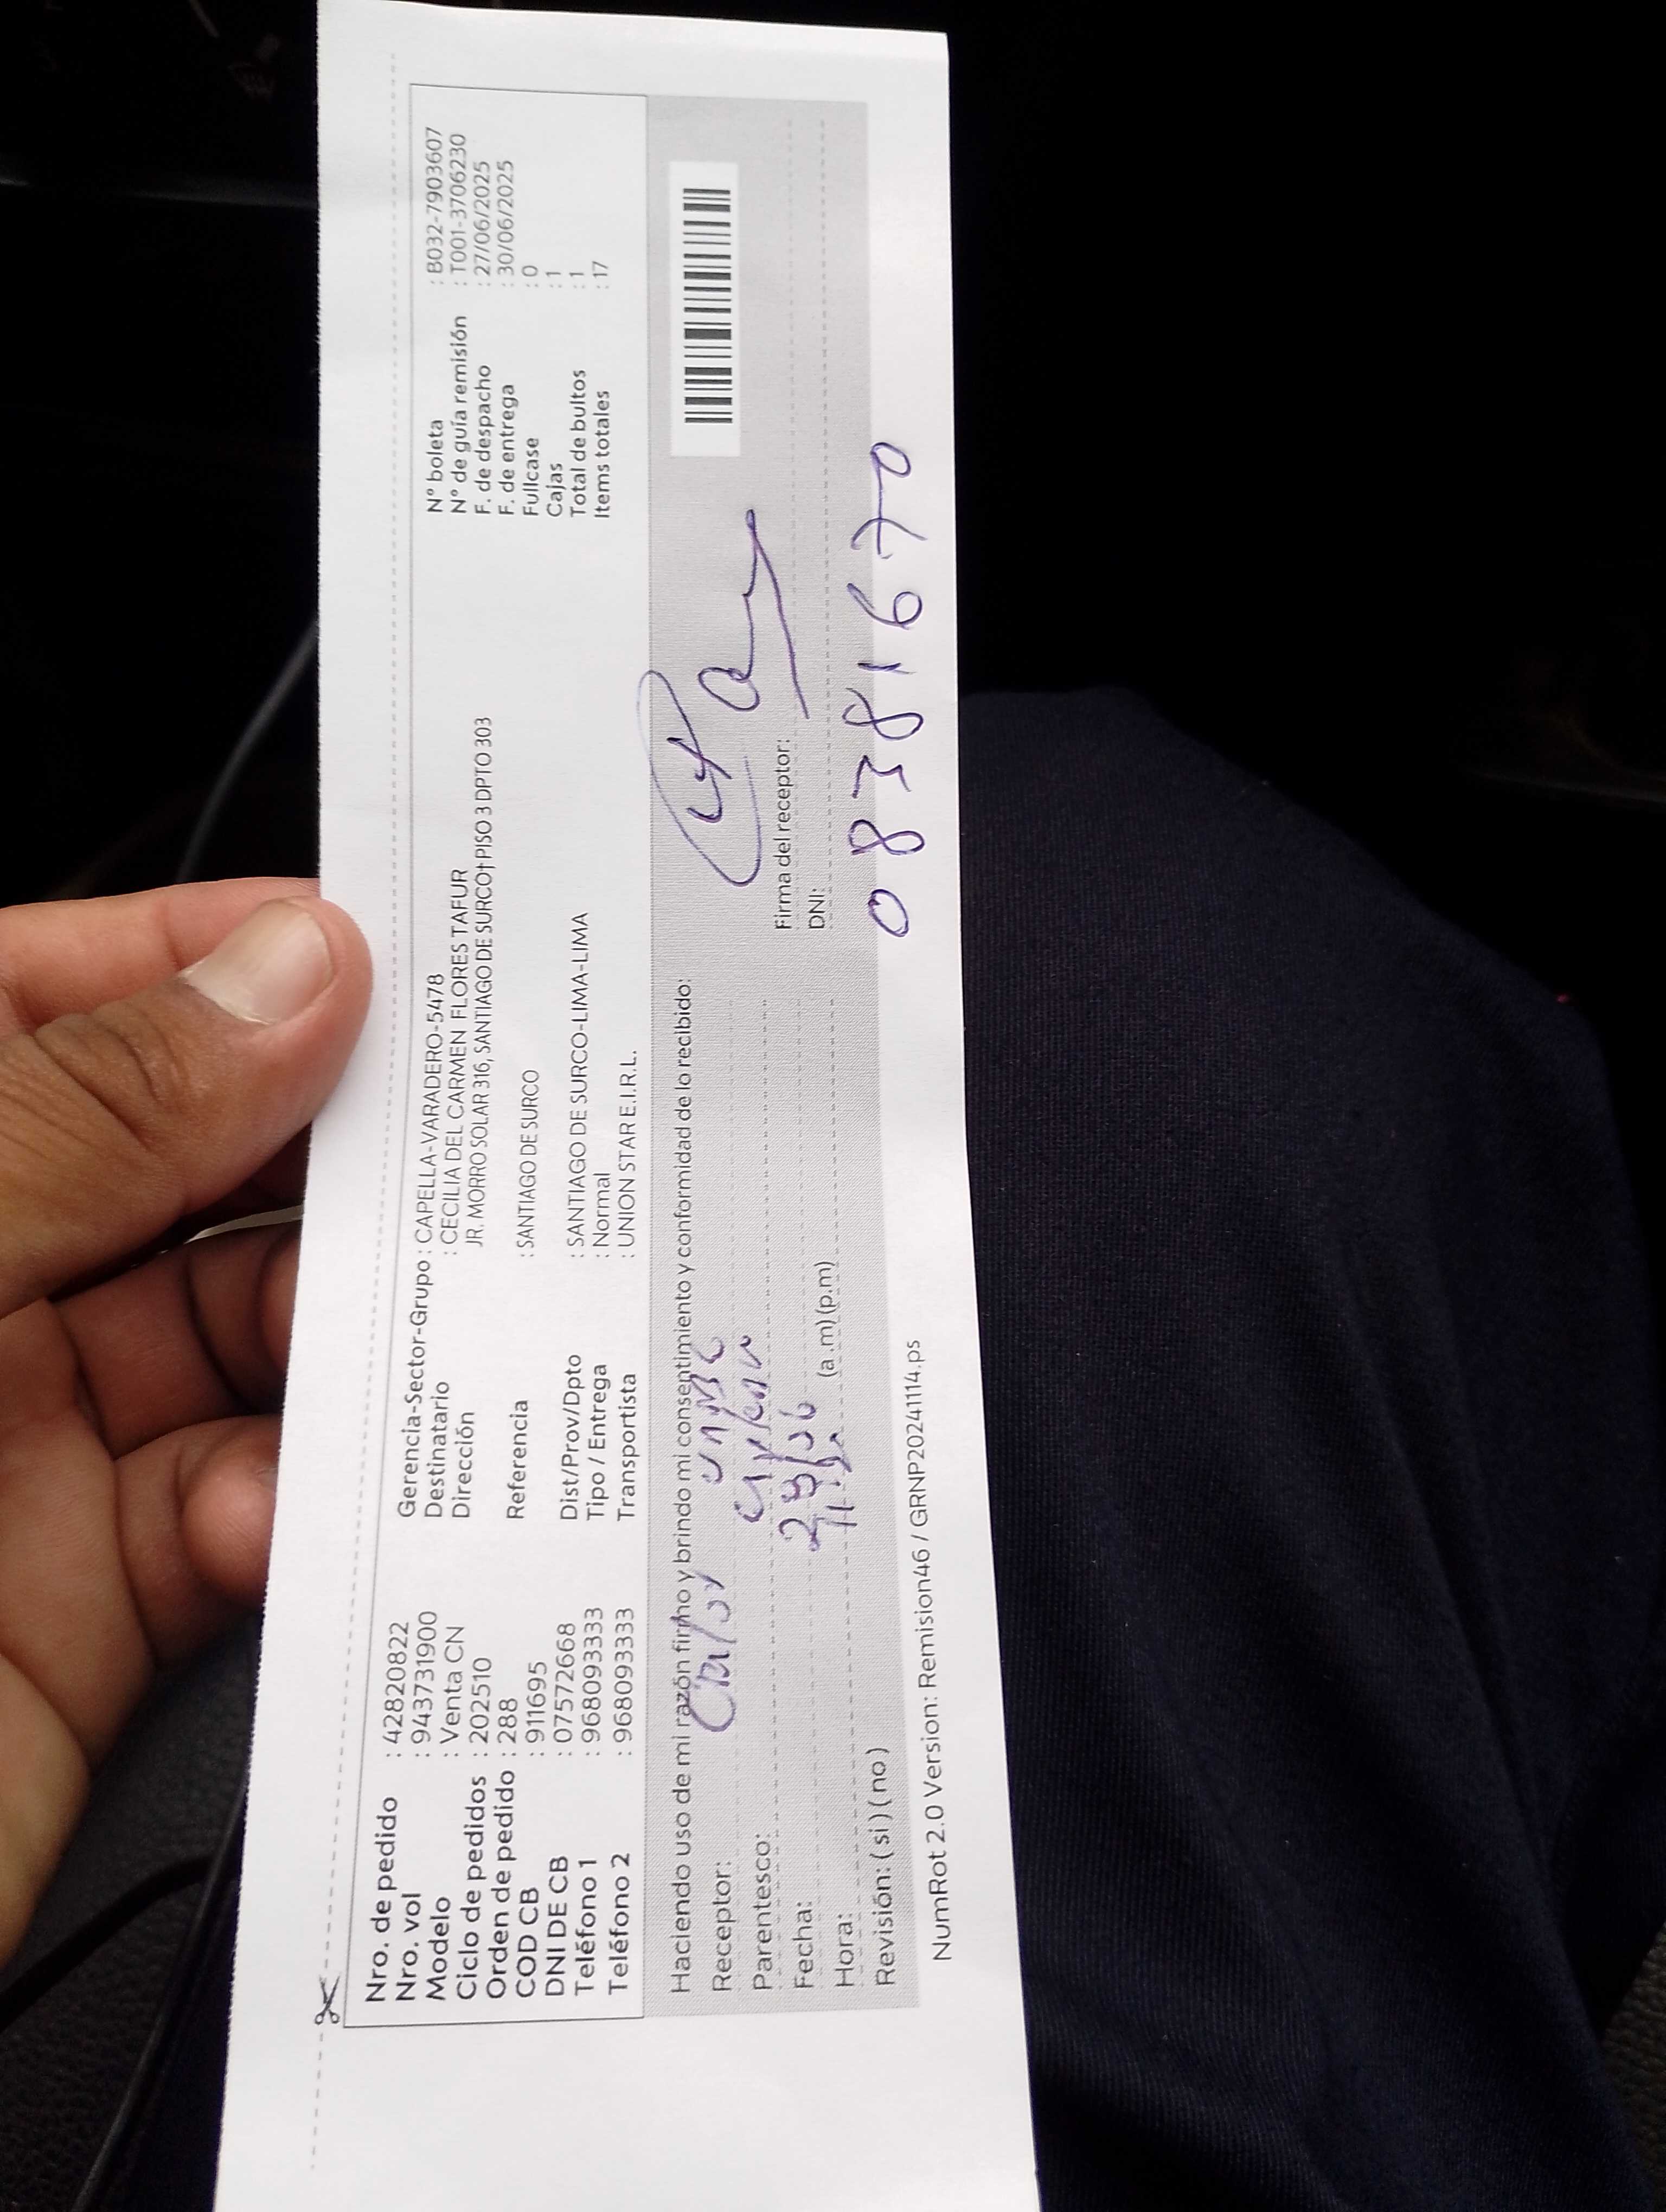 Nro. de pedido : 42820822
Nro. vol : 943731900
Modelo : Venta CN
Ciclo de pedidos : 202510
Orden de pedido : 288
COD CB : 911695
DNI DE CB : 07572668
Teléfono 1 : 968093333
Teléfono 2 : 968093333
Gerencia-Sector-Grupo : CAPELLA-VARADERO-5478
Destinatario : CECILIA DEL CARMEN FLORES TAFUR
Dirección JR. MORRO SOLAR 316, SANTIAGO DE SURCO† PISO 3 DPTO 303
Referencia : SANTIAGO DE SURCO
Dist/Prov/Dpto : SANTIAGO DE SURCO-LIMA-LIMA
Tipo / Entrega : Normal
Transportista : UNION STAR E.I.R.L.
N° boleta : B032-7903607
N° de guía remisión : T001-3706230
F. de despacho : 27/06/2025
F. de entrega : 30/06/2025
Fullcase : 0
Cajas : 1
Total de bultos : 1
Items totales : 17
Haciendo uso de mi razón firmo y brindo mi consentimiento y conformidad de lo recibido:
Receptor: Carlos
Parentesco:
Fecha:
Hora: (a.m) (p.m)
Revisión: ( si ) ( no )
Firma del receptor:
DNI:
08381670
NumRot 2.0 Version: Remision46 / GRNP20241114.ps